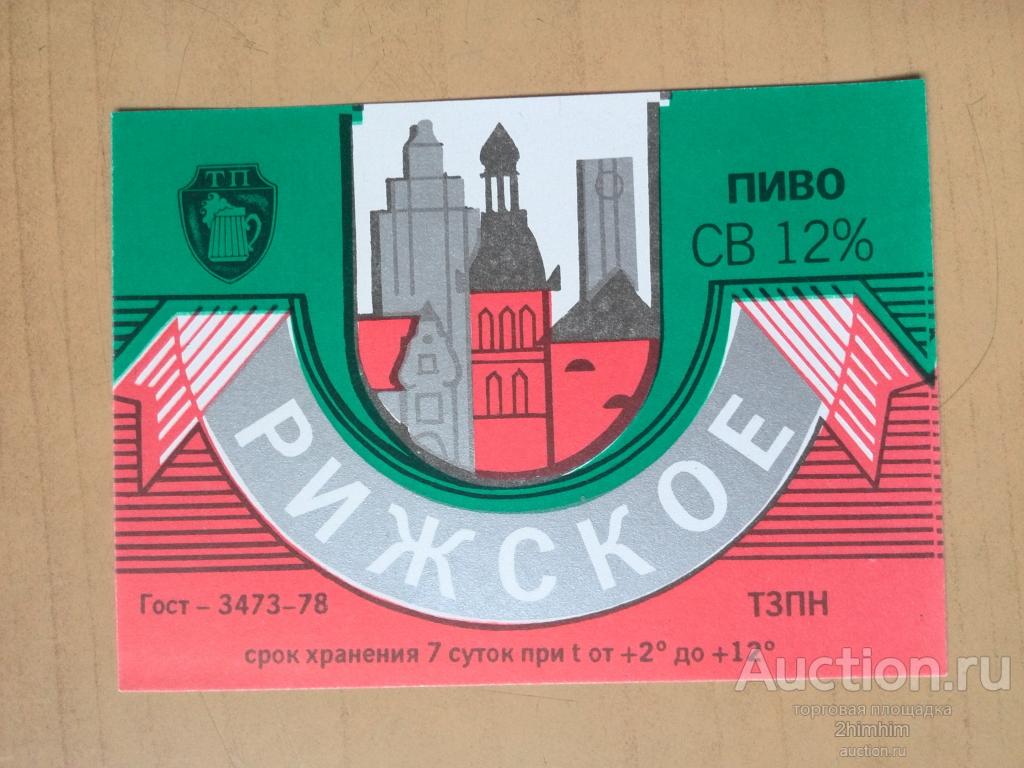 ТП
ПИВО
СВ 12%
РИЖСКОЕ
Гост – 3473–78
ТЗПН
срок хранения 7 суток при t от +2° до +12°
Auction.ru
торговая площадка
2himhim
auction.ru